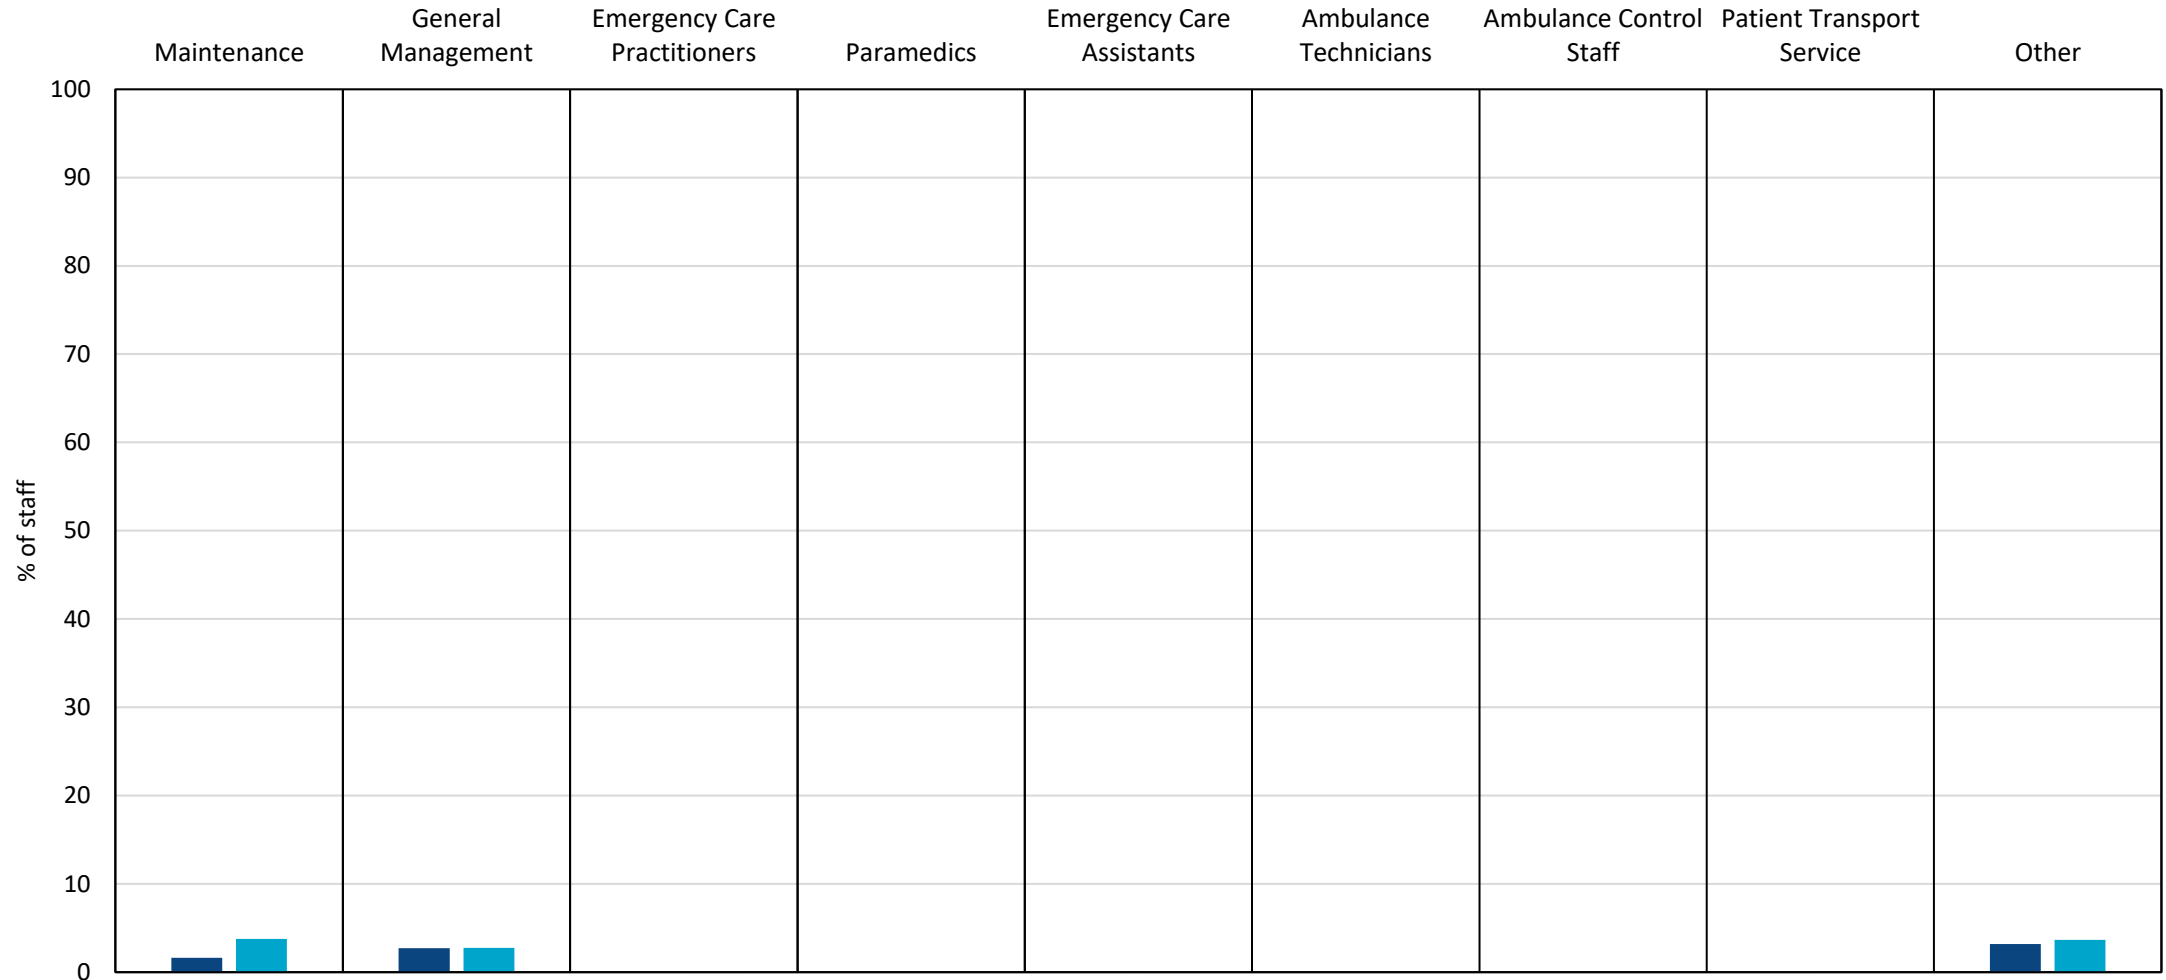 Maintenance
General
Management
Emergency Care
Practitioners
Paramedics
Emergency Care
Assistants
Ambulance
Technicians
Ambulance Control
Staff
Patient Transport
Service
Other
% of staff
100
90
80
70
60
50
40
30
20
10
0